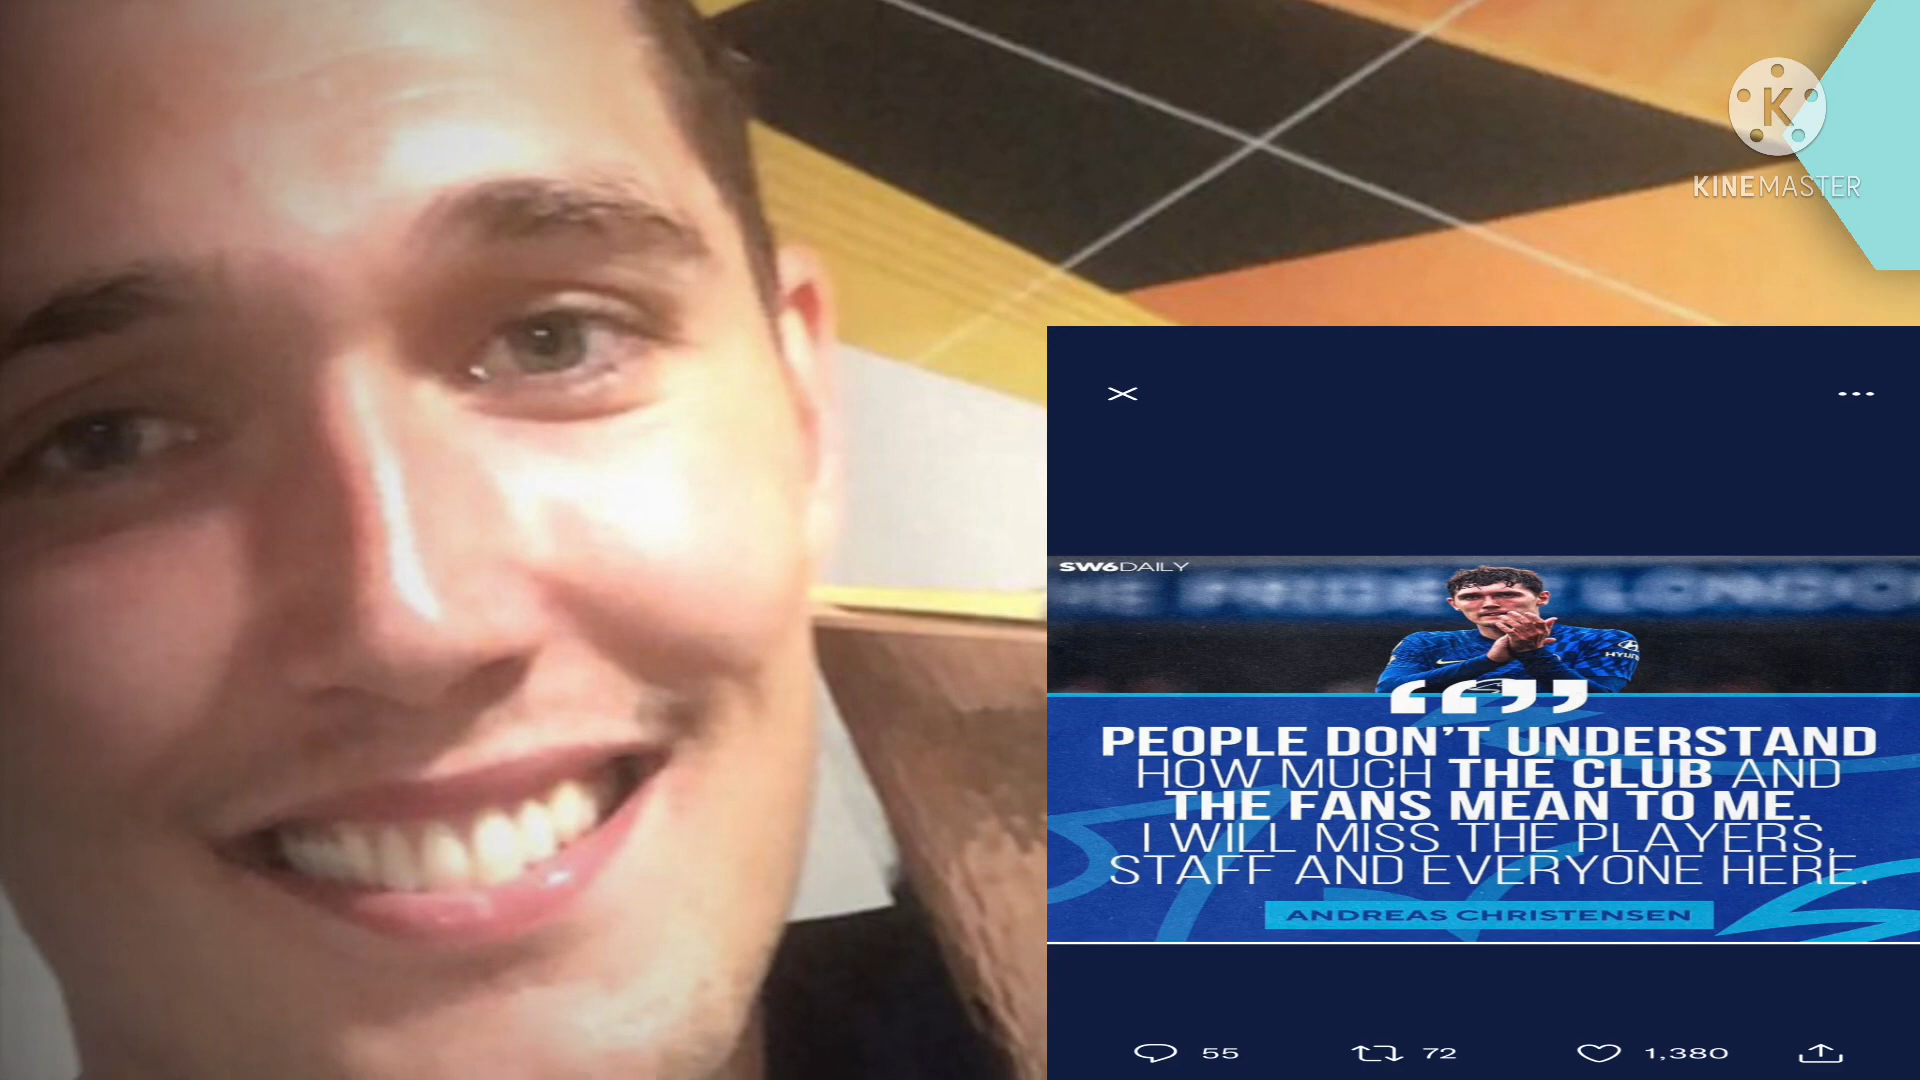 K
KINEMASTER
SW6DAILY
HYUN
“”
PEOPLE DON'T UNDERSTAND
HOW MUCH THE CLUB AND
THE FANS MEAN TO ME.
I WILL MISS THE PLAYERS,
STAFF AND EVERYONE HERE.
ANDREAS CHRISTENSEN
55 72 1,380